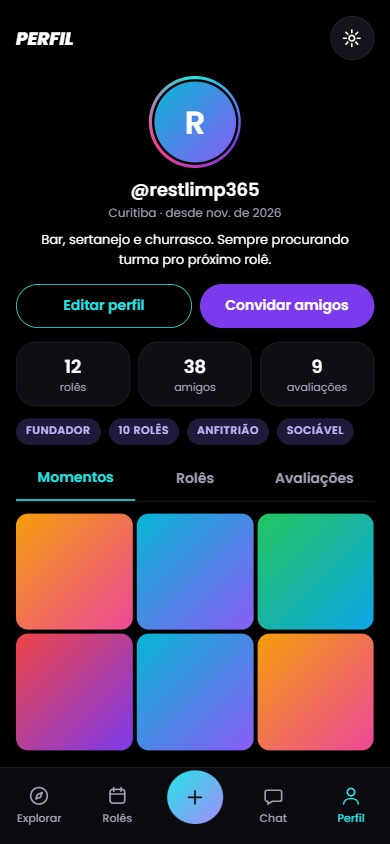 PERFIL
R
@restlimp365
Curitiba · desde nov. de 2026
Bar, sertanejo e churrasco. Sempre procurando
turma pro próximo rolê.
Editar perfil
Convidar amigos
12
rolês
38
amigos
9
avaliações
FUNDADOR
10 ROLÊS
ANFITRIÃO
SOCIÁVEL
Momentos
Rolês
Avaliações
Explorar
Rolês
+
Chat
Perfil